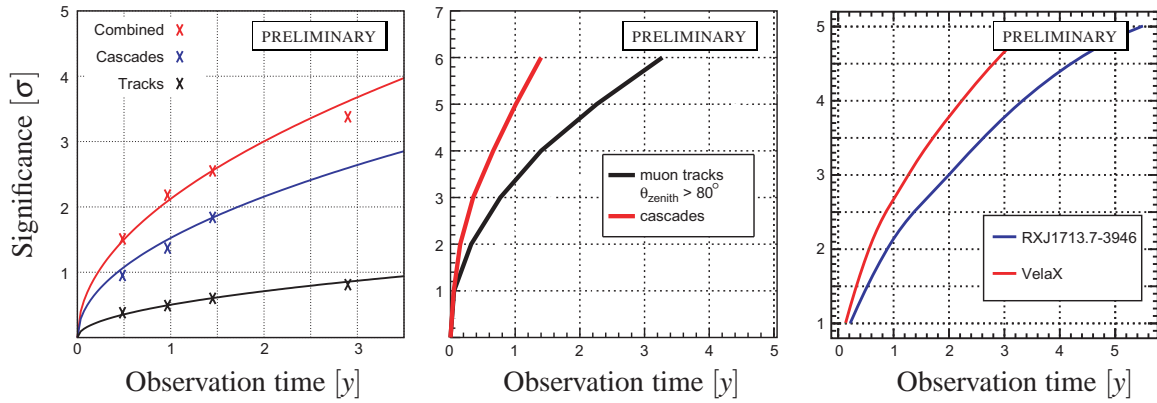 Significance [σ]
5
4
3
2
1
Combined
Cascades
Tracks
PRELIMINARY
0
1
2
3
Observation time [y]
7
6
5
4
3
2
1
PRELIMINARY
muon tracks
θzenith > 80°
cascades
0
1
2
3
4
5
Observation time [y]
5
4
3
2
1
PRELIMINARY
RXJ1713.7-3946
VelaX
0
1
2
3
4
5
Observation time [y]